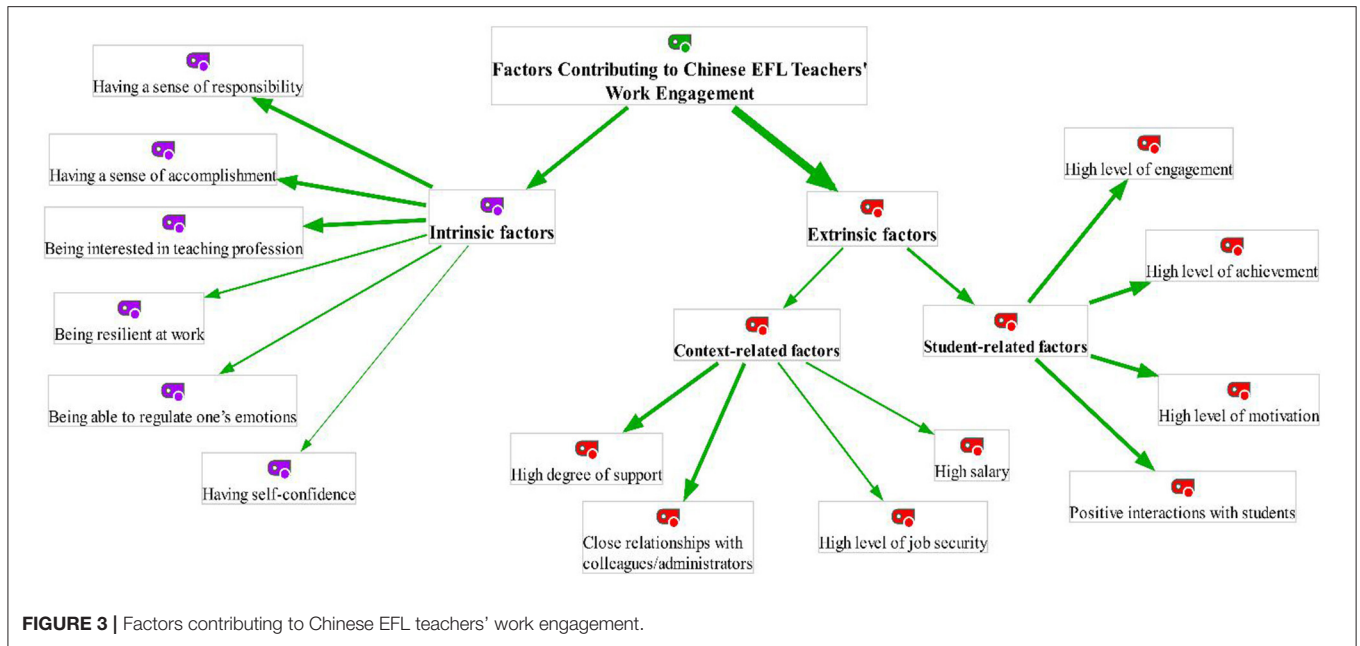 Factors Contributing to Chinese EFL Teachers'
Work Engagement
Intrinsic factors
Having a sense of responsibility
Having a sense of accomplishment
Being interested in teaching profession
Being resilient at work
Being able to regulate one's emotions
Having self-confidence
Extrinsic factors
Context-related factors
High degree of support
Close relationships with
colleagues/administrators
High level of job security
High salary
Student-related factors
High level of engagement
High level of achievement
High level of motivation
Positive interactions with students
FIGURE 3 | Factors contributing to Chinese EFL teachers' work engagement.